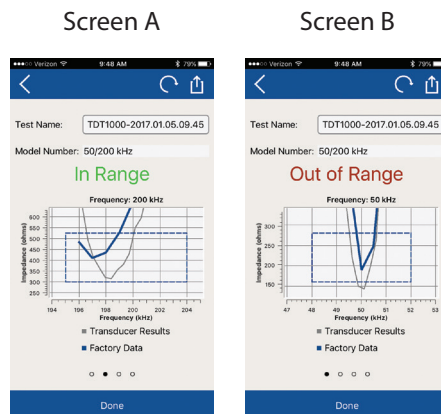 Screen A
Screen B
Verizon 9:48 AM 79%
Test Name: TDT1000-2017.01.05.09.45
Model Number: 50/200 kHz
In Range
Frequency: 200 kHz
Impedance (ohms)
600
550
500
450
400
350
300
250
194 196 198 200 202 204
Frequency (kHz)
Transducer Results
Factory Data
Done
Verizon 9:48 AM 79%
Test Name: TDT1000-2017.01.05.09.45
Model Number: 50/200 kHz
Out of Range
Frequency: 50 kHz
Impedance (ohms)
300
250
200
150
47 48 49 50 51 52 53
Frequency (kHz)
Transducer Results
Factory Data
Done